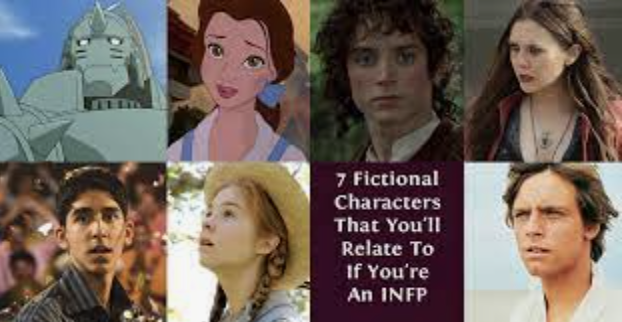 7 Fictional
Characters
That You'll
Relate To
If You're
An INFP